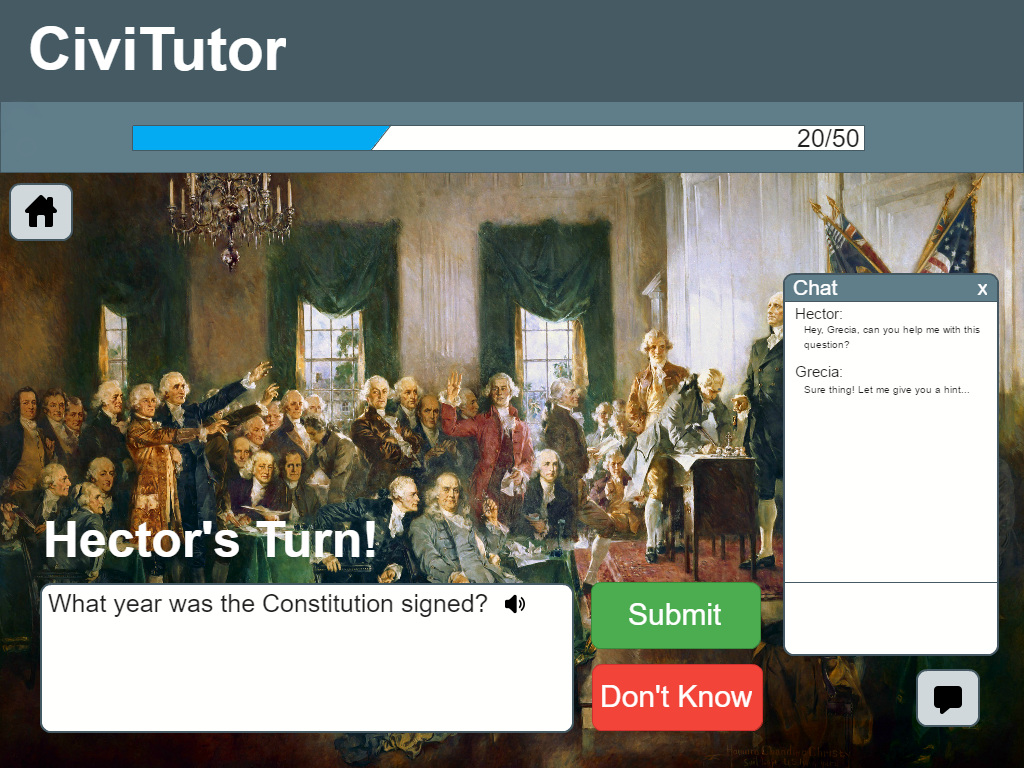 CiviTutor
20/50
Chat x
Hector:
Hey, Grecia, can you help me with this
question?
Grecia:
Sure thing! Let me give you a hint...
Hector's Turn!
What year was the Constitution signed?
Submit
Don't Know